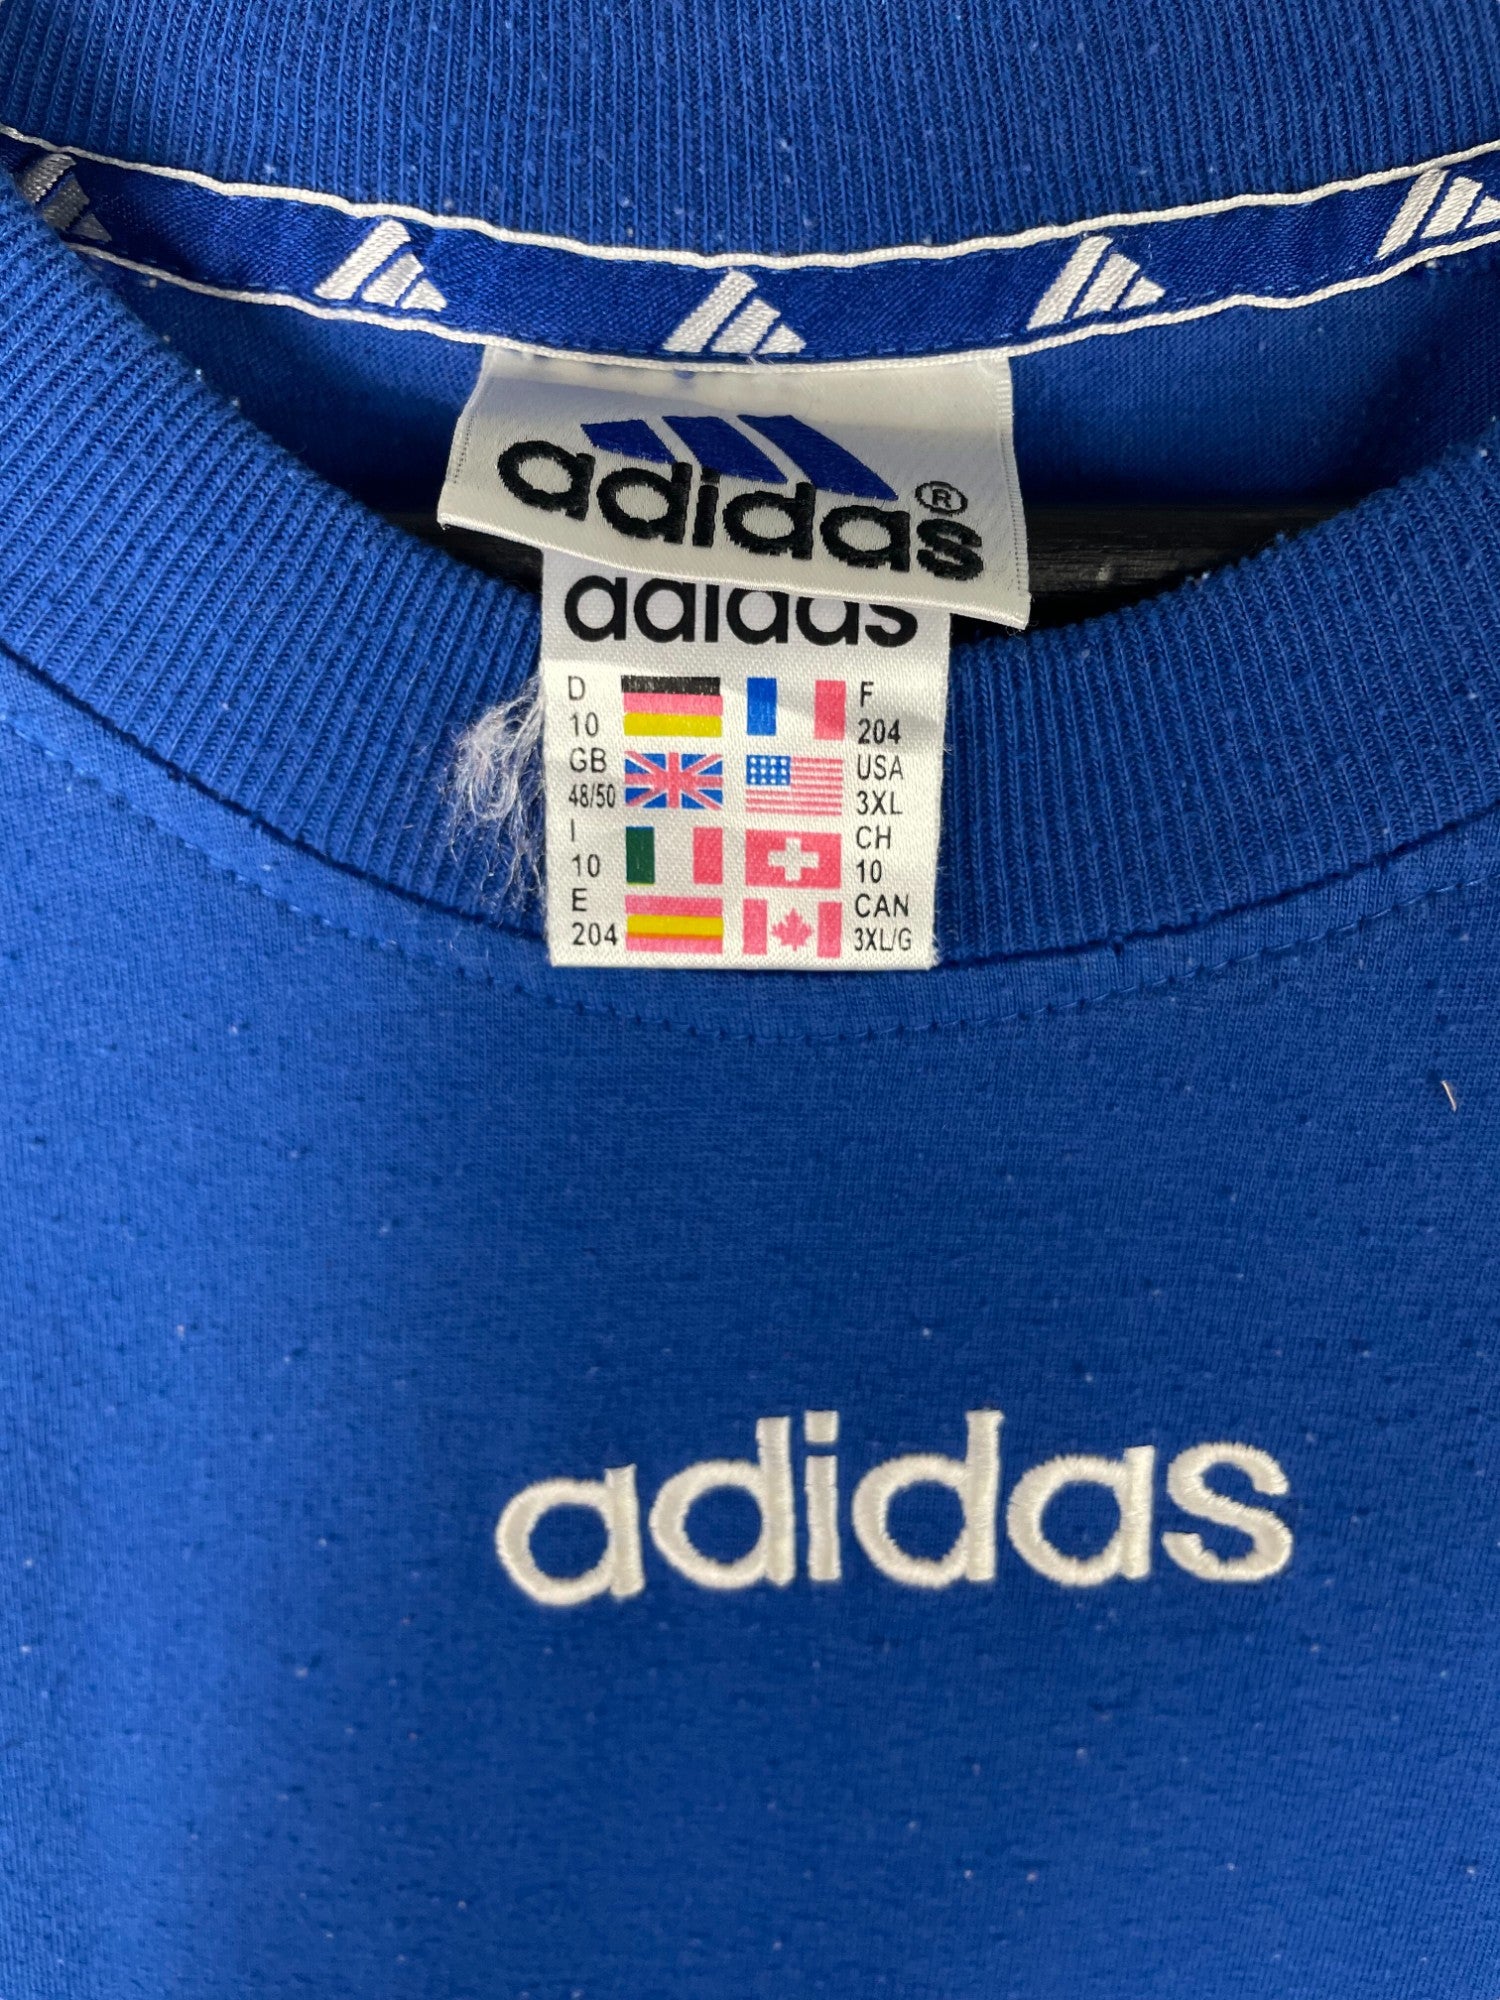 adidas®
adidas
D F
10 204
GB USA
48/50 3XL
I CH
10 10
E CAN
204 3XL/G
adidas